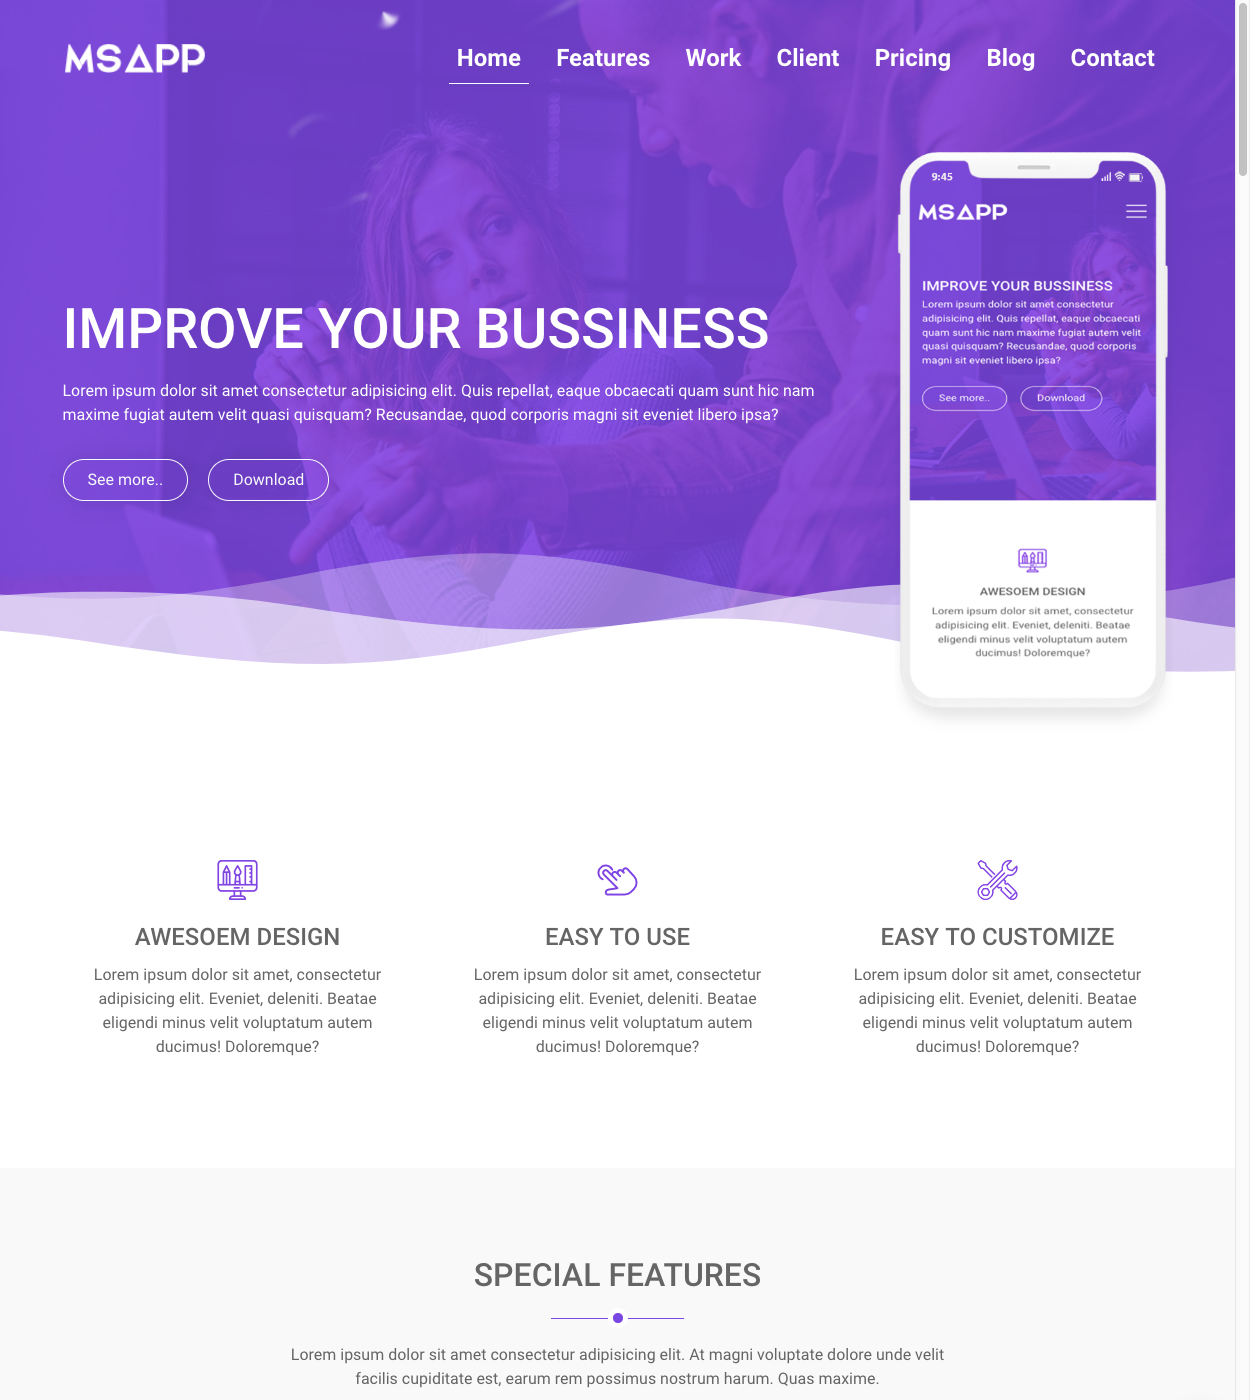 MSAPP
Home Features Work Client Pricing Blog Contact
IMPROVE YOUR BUSSINESS
Lorem ipsum dolor sit amet consectetur adipisicing elit. Quis repellat, eaque obcaecati quam sunt hic nam
maxime fugiat autem velit quasi quisquam? Recusandae, quod corporis magni sit eveniet libero ipsa?
See more.. Download
9:45
MSAPP
IMPROVE YOUR BUSSINESS
Lorem ipsum dolor sit amet consectetur
adipisicing elit. Quis repellat, eaque obcaecati
quam sunt hic nam maxime fugiat autem velit
quasi quisquam? Recusandae, quod corporis
magni sit eveniet libero ipsa?
See more.. Download
AWESOEM DESIGN
Lorem ipsum dolor sit amet, consectetur
adipisicing elit. Eveniet, deleniti. Beatae
eligendi minus velit voluptatum autem
ducimus! Doloremque?
AWESOEM DESIGN
Lorem ipsum dolor sit amet, consectetur
adipisicing elit. Eveniet, deleniti. Beatae
eligendi minus velit voluptatum autem
ducimus! Doloremque?
EASY TO USE
Lorem ipsum dolor sit amet, consectetur
adipisicing elit. Eveniet, deleniti. Beatae
eligendi minus velit voluptatum autem
ducimus! Doloremque?
EASY TO CUSTOMIZE
Lorem ipsum dolor sit amet, consectetur
adipisicing elit. Eveniet, deleniti. Beatae
eligendi minus velit voluptatum autem
ducimus! Doloremque?
SPECIAL FEATURES
Lorem ipsum dolor sit amet consectetur adipisicing elit. At magni voluptate dolore unde velit
facilis cupiditate est, earum rem possimus nostrum harum. Quas maxime.